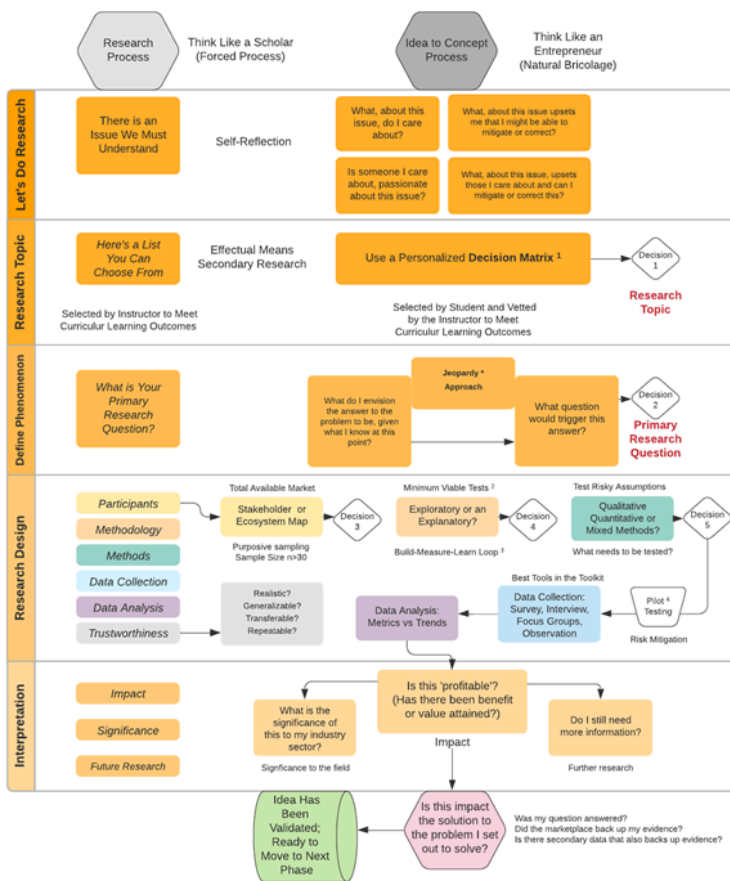 Research
Process
Think Like a Scholar
(Forced Process)
Idea to Concept
Process
Think Like an
Entrepreneur
(Natural Bricolage)
Let's Do Research
There is an
Issue We Must
Understand
Self-Reflection
What, about this
issue, do I care
about?
What, about this issue upsets
me that I might be able to
mitigate or correct?
Is someone I care
about, passionate
about this issue?
What, about this issue, upsets
those I care about and can I
mitigate or correct this?
Research Topic
Here's a List
You Can
Choose From
Effectual Means
Secondary Research
Use a Personalized Decision Matrix 1
Decision
1
Research
Topic
Selected by Instructor to Meet
Curricular Learning Outcomes
Selected by Student and Vetted
by the Instructor to Meet
Curricular Learning Outcomes
Define Phenomenon
What is Your
Primary
Research
Question?
What do I envision
the answer to the
problem to be, given
what I know at this
point?
Jeopardy *
Approach
What question
would trigger this
answer?
Decision
2
Primary
Research
Question
Research Design
Participants
Methodology
Methods
Data Collection
Data Analysis
Trustworthiness
Total Available Market
Stakeholder or
Ecosystem Map
Purposive sampling
Sample Size n>30
Decision
3
Minimum Viable Tests 2
Exploratory or an
Explanatory?
Build-Measure-Learn Loop 3
Decision
4
Test Risky Assumptions
Qualitative
Quantitative or
Mixed Methods?
What needs to be tested?
Decision
5
Realistic?
Generalizable?
Transferable?
Repeatable?
Data Analysis:
Metrics vs Trends
Best Tools in the Toolkit
Data Collection:
Survey, Interview,
Focus Groups,
Observation
Pilot 4
Testing
Risk Mitigation
Interpretation
Impact
Significance
Future Research
What is the
significance of
this to my industry
sector?
Signficance to the field
Is this 'profitable'?
(Has there been benefit
or value attained?)
Impact
Do I still need
more information?
Further research
Idea Has
Been
Validated;
Ready to
Move to Next
Phase
Is this impact
the solution to
the problem I set
out to solve?
Was my question answered?
Did the marketplace back up my evidence?
Is there secondary data that also backs up evidence?